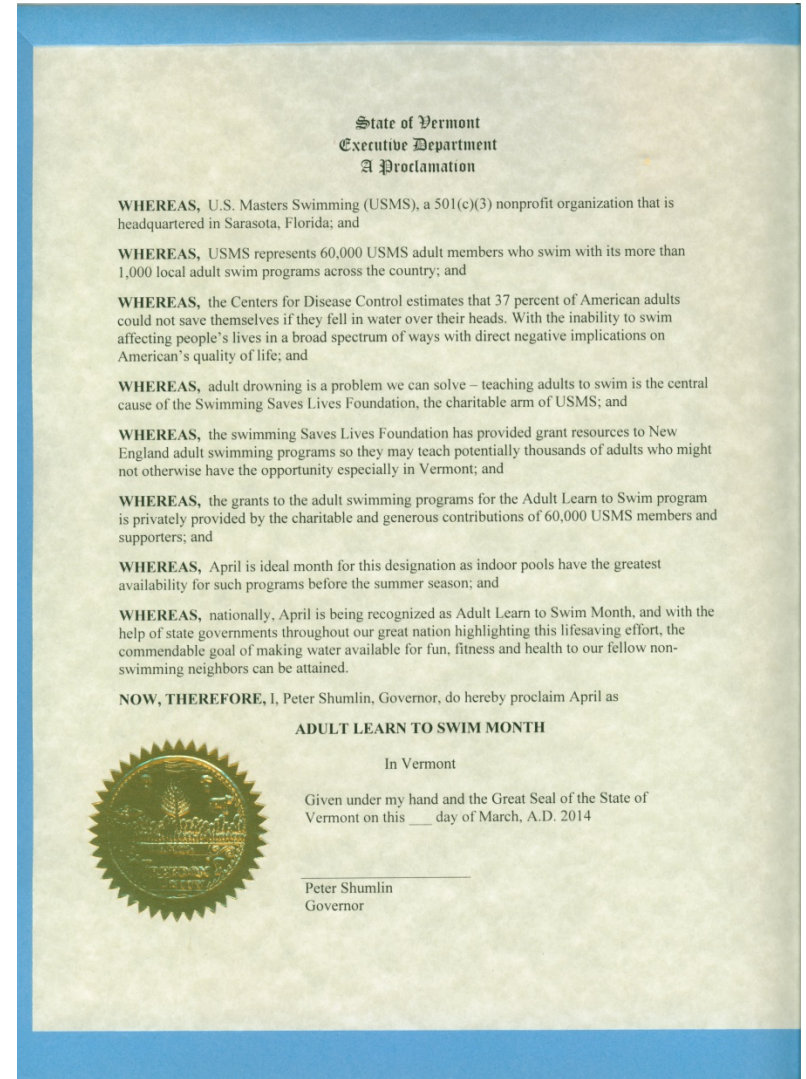 State of Vermont
Executive Department
A Proclamation
WHEREAS, U.S. Masters Swimming (USMS), a 501(c)(3) nonprofit organization that is
headquartered in Sarasota, Florida; and
WHEREAS, USMS represents 60,000 USMS adult members who swim with its more than
1,000 local adult swim programs across the country; and
WHEREAS, the Centers for Disease Control estimates that 37 percent of American adults
could not save themselves if they fell in water over their heads. With the inability to swim
affecting people's lives in a broad spectrum of ways with direct negative implications on
American's quality of life; and
WHEREAS, adult drowning is a problem we can solve – teaching adults to swim is the central
cause of the Swimming Saves Lives Foundation, the charitable arm of USMS; and
WHEREAS, the swimming Saves Lives Foundation has provided grant resources to New
England adult swimming programs so they may teach potentially thousands of adults who might
not otherwise have the opportunity especially in Vermont; and
WHEREAS, the grants to the adult swimming programs for the Adult Learn to Swim program
is privately provided by the charitable and generous contributions of 60,000 USMS members and
supporters; and
WHEREAS, April is ideal month for this designation as indoor pools have the greatest
availability for such programs before the summer season; and
WHEREAS, nationally, April is being recognized as Adult Learn to Swim Month, and with the
help of state governments throughout our great nation highlighting this lifesaving effort, the
commendable goal of making water available for fun, fitness and health to our fellow non-
swimming neighbors can be attained.
NOW, THEREFORE, I, Peter Shumlin, Governor, do hereby proclaim April as
ADULT LEARN TO SWIM MONTH
In Vermont
Given under my hand and the Great Seal of the State of
Vermont on this ___ day of March, A.D. 2014
Peter Shumlin
Governor